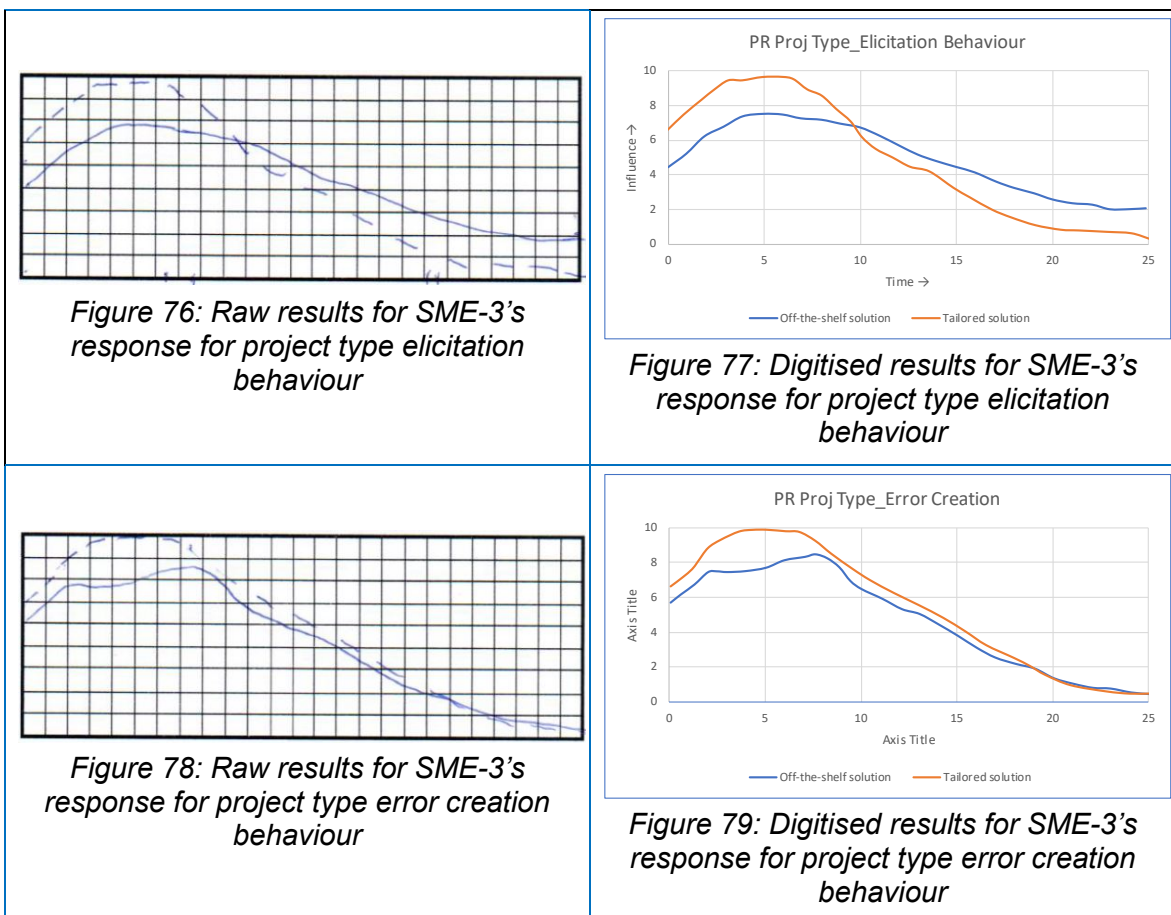 Figure 76: Raw results for SME-3's
response for project type elicitation
behaviour
PR Proj Type_Elicitation Behaviour
10
8
6
4
2
0
Influence →
0 5 10 15 20 25
Time →
Off-the-shelf solution Tailored solution
Figure 77: Digitised results for SME-3's
response for project type elicitation
behaviour
Figure 78: Raw results for SME-3's
response for project type error creation
behaviour
PR Proj Type_Error Creation
10
8
6
4
2
0
Axis Title
0 5 10 15 20 25
Axis Title
Off-the-shelf solution Tailored solution
Figure 79: Digitised results for SME-3's
response for project type error creation
behaviour